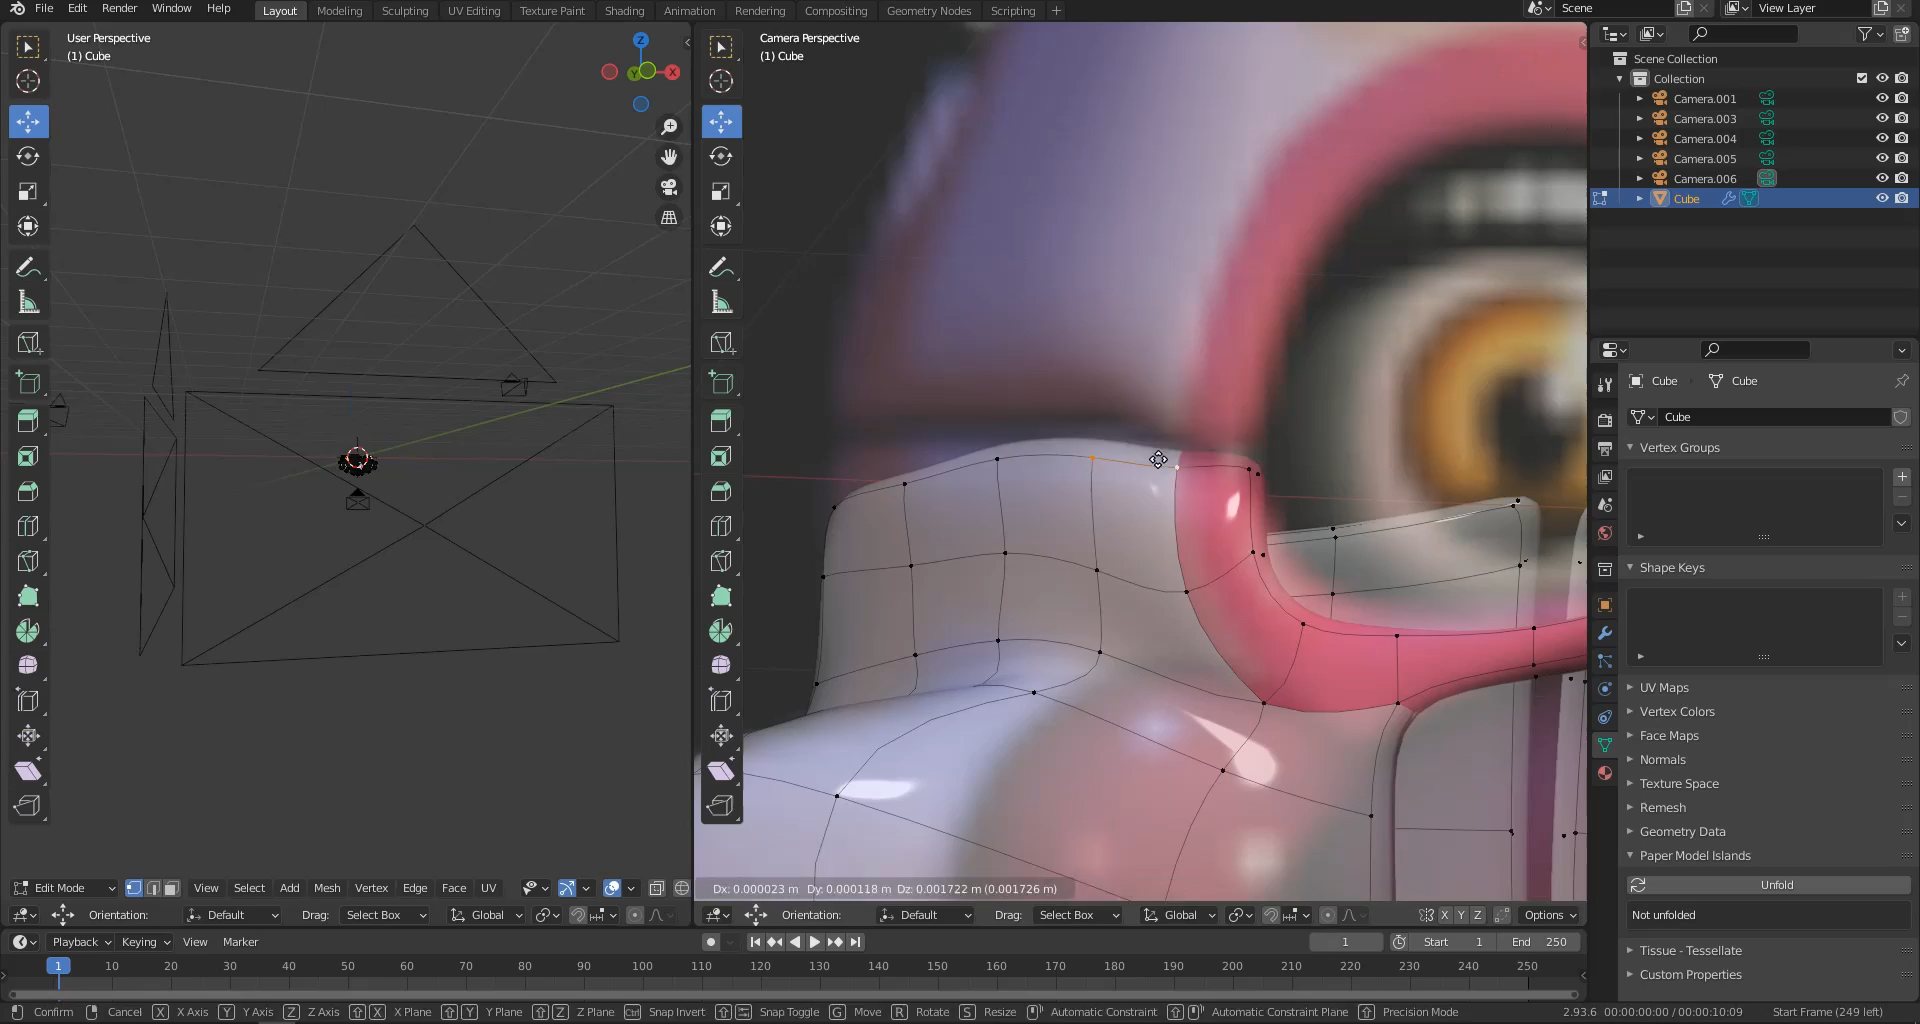 File Edit Render Window Help Layout Modeling Sculpting UV Editing Texture Paint Shading Animation Rendering Compositing Geometry Nodes Scripting + Scene View Layer
User Perspective
(1) Cube
Z
Y
X
Camera Perspective
(1) Cube
Scene Collection
Collection
Camera.001
Camera.003
Camera.004
Camera.005
Camera.006
Cube
Cube Cube
Cube
Vertex Groups
Shape Keys
UV Maps
Vertex Colors
Face Maps
Normals
Texture Space
Remesh
Geometry Data
Paper Model Islands
Unfold
Not unfolded
Tissue - Tessellate
Custom Properties
Edit Mode View Select Add Mesh Vertex Edge Face UV
Dx: 0.000023 m Dy: 0.000118 m Dz: 0.001722 m (0.001726 m)
Orientation: Default Drag: Select Box Global
Orientation: Default Drag: Select Box Global X Y Z Options
Playback Keying View Marker 1 Start 1 End 250
1 10 20 30 40 50 60 70 80 90 100 110 120 130 140 150 160 170 180 190 200 210 220 230 240 250
Confirm Cancel X X Axis Y Y Axis Z Z Axis X X Plane Y Y Plane Z Z Plane Ctrl Snap Invert Snap Toggle G Move R Rotate S Resize Automatic Constraint Automatic Constraint Plane Precision Mode 2.93.6 00:00:00:00 / 00:00:10:09 Start Frame (249 left)